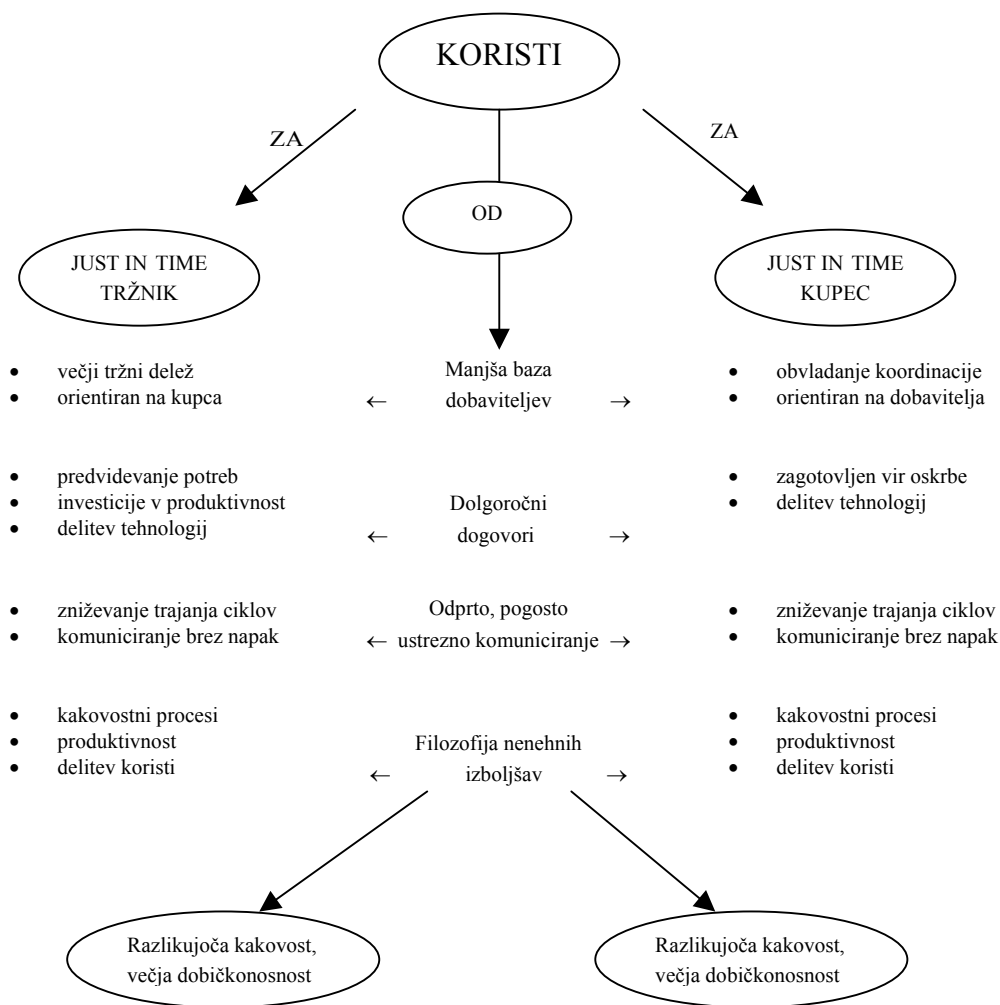 KORISTI
ZA
ZA
OD
JUST IN TIME
TRŽNIK
JUST IN TIME
KUPEC
• večji tržni delež
• orientiran na kupca
Manjša baza
← dobaviteljev →
• obvladanje koordinacije
• orientiran na dobavitelja
• predvidevanje potreb
• investicije v produktivnost
• delitev tehnologij
Dolgoročni
← dogovori →
• zagotovljen vir oskrbe
• delitev tehnologij
• zniževanje trajanja ciklov
• komuniciranje brez napak
Odprto, pogosto
← ustrezno komuniciranje →
• zniževanje trajanja ciklov
• komuniciranje brez napak
• kakovostni procesi
• produktivnost
• delitev koristi
Filozofija nenehnih
← izboljšav →
• kakovostni procesi
• produktivnost
• delitev koristi
Razlikujoča kakovost,
večja dobičkonosnost
Razlikujoča kakovost,
večja dobičkonosnost